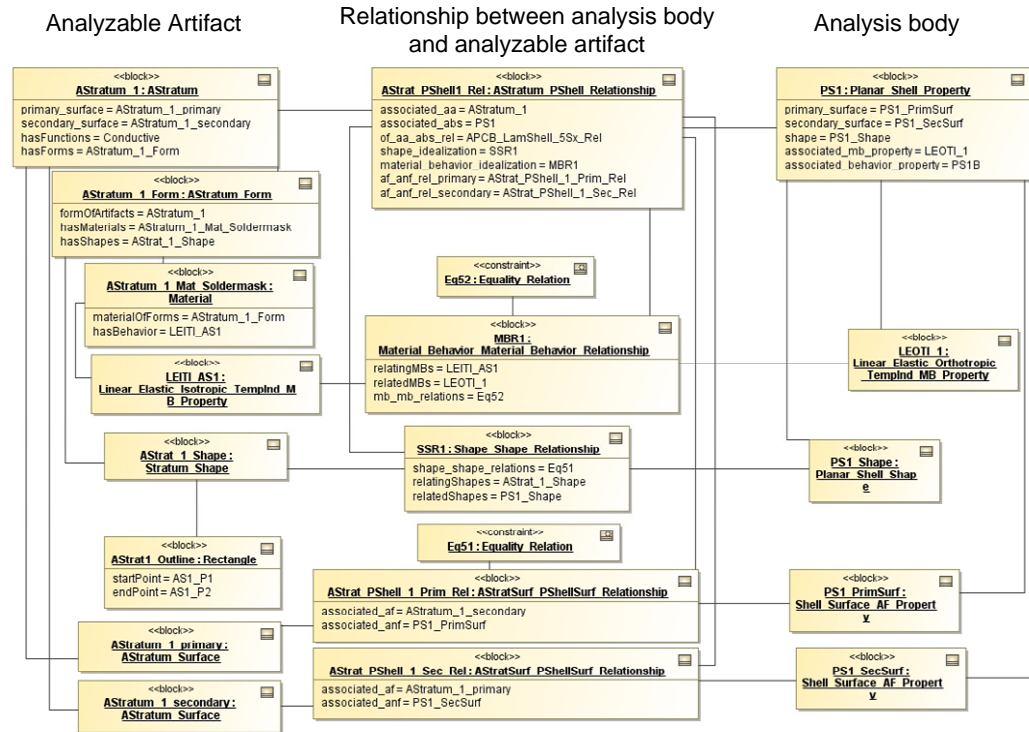 Analyzable Artifact
Relationship between analysis body
and analyzable artifact
Analysis body
<<block>>
AStratum_1 : AStratum
primary_surface = AStratum_1_primary
secondary_surface = AStratum_1_secondary
hasFunctions = Conductive
hasForms = AStratum_1_Form
<<block>>
AStratum_1_Form : AStratum_Form
formOfArtifacts = AStratum_1
hasMaterials = AStratum_1_Mat_Soldermask
hasShapes = AStrat_1_Shape
<<block>>
AStratum_1_Mat_Soldermask :
Material
materialOfForms = AStratum_1_Form
hasBehavior = LEITI_AS1
<<block>>
LEITI_AS1 :
Linear_Elastic_Isotropic_TempInd_M
B_Property
<<block>>
AStrat_1_Shape :
Stratum_Shape
<<block>>
AStrat1_Outline : Rectangle
startPoint = AS1_P1
endPoint = AS1_P2
<<block>>
AStratum_1_primary :
AStratum_Surface
<<block>>
AStratum_1_secondary :
AStratum_Surface
<<block>>
AStrat_PShell1_Rel : AStratum_PShell_Relationship
associated_aa = AStratum_1
associated_abs = PS1
of_aa_abs_rel = APCB_LamShell_5Sx_Rel
shape_idealization = SSR1
material_behavior_idealization = MBR1
af_anf_rel_primary = AStrat_PShell_1_Prim_Rel
af_anf_rel_secondary = AStrat_PShell_1_Sec_Rel
<<constraint>>
Eq52 : Equality_Relation
<<block>>
MBR1 :
Material_Behavior_Material_Behavior_Relationship
relatingMBs = LEITI_AS1
relatedMBs = LEOTI_1
mb_mb_relations = Eq52
<<block>>
SSR1 : Shape_Shape_Relationship
shape_shape_relations = Eq51
relatingShapes = AStrat_1_Shape
relatedShapes = PS1_Shape
<<constraint>>
Eq51 : Equality_Relation
<<block>>
AStrat_PShell_1_Prim_Rel : AStratSurf_PShellSurf_Relationship
associated_af = AStratum_1_secondary
associated_anf = PS1_PrimSurf
<<block>>
AStrat_PShell_1_Sec_Rel : AStratSurf_PShellSurf_Relationship
associated_af = AStratum_1_primary
associated_anf = PS1_SecSurf
<<block>>
PS1 : Planar_Shell_Property
primary_surface = PS1_PrimSurf
secondary_surface = PS1_SecSurf
shape = PS1_Shape
associated_mb_property = LEOTI_1
associated_behavior_property = PS1B
<<block>>
LEOTI_1 :
Linear_Elastic_Orthotropic
_TempInd_MB_Property
<<block>>
PS1_Shape :
Planar_Shell_Shap
e
<<block>>
PS1_PrimSurf :
Shell_Surface_AF_Propert
y
<<block>>
PS1_SecSurf :
Shell_Surface_AF_Propert
y